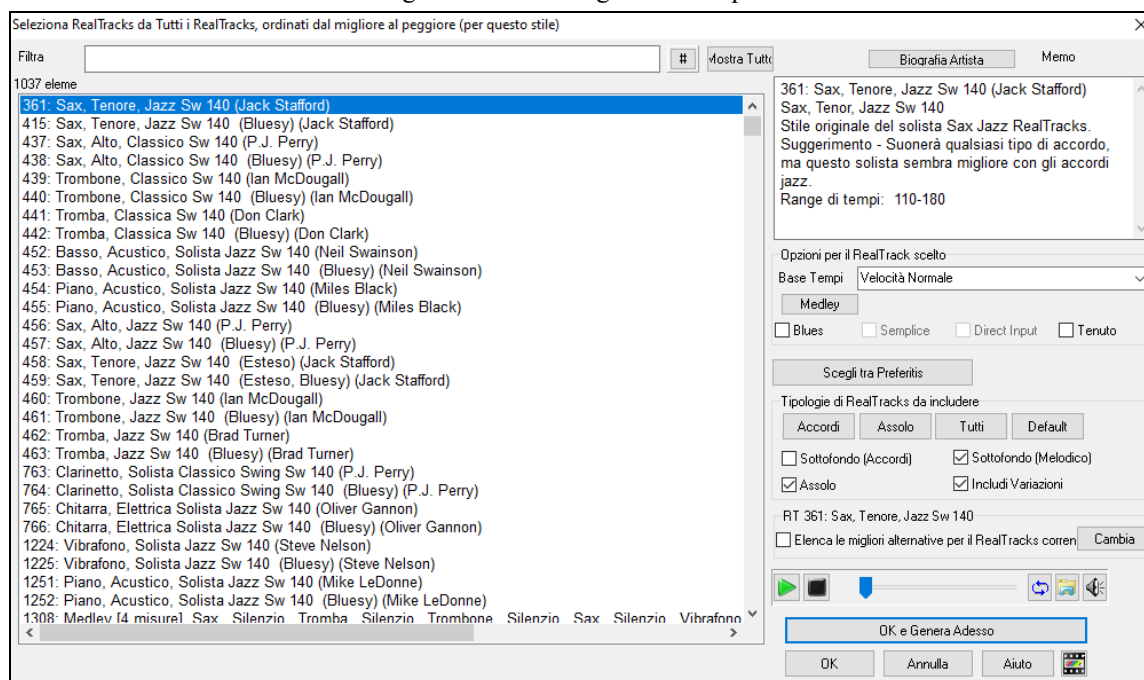 Seleziona RealTracks da Tutti i RealTracks, ordinati dal migliore al peggiore (per questo stile)
Filtra
#
Mostra Tutto
Biografia Artista
Memo
1037 eleme
361: Sax, Tenore, Jazz Sw 140 (Jack Stafford)
415: Sax, Tenore, Jazz Sw 140 (Bluesy) (Jack Stafford)
437: Sax, Alto, Classico Sw 140 (P.J. Perry)
438: Sax, Alto, Classico Sw 140 (Bluesy) (P.J. Perry)
439: Trombone, Classico Sw 140 (Ian McDougall)
440: Trombone, Classico Sw 140 (Bluesy) (Ian McDougall)
441: Tromba, Classica Sw 140 (Don Clark)
442: Tromba, Classica Sw 140 (Bluesy) (Don Clark)
452: Basso, Acustico, Solista Jazz Sw 140 (Neil Swainson)
453: Basso, Acustico, Solista Jazz Sw 140 (Bluesy) (Neil Swainson)
454: Piano, Acustico, Solista Jazz Sw 140 (Miles Black)
455: Piano, Acustico, Solista Jazz Sw 140 (Bluesy) (Miles Black)
456: Sax, Alto, Jazz Sw 140 (P.J. Perry)
457: Sax, Alto, Jazz Sw 140 (Bluesy) (P.J. Perry)
458: Sax, Tenore, Jazz Sw 140 (Esteso) (Jack Stafford)
459: Sax, Tenore, Jazz Sw 140 (Esteso, Bluesy) (Jack Stafford)
460: Trombone, Jazz Sw 140 (Ian McDougall)
461: Trombone, Jazz Sw 140 (Bluesy) (Ian McDougall)
462: Tromba, Jazz Sw 140 (Brad Turner)
463: Tromba, Jazz Sw 140 (Bluesy) (Brad Turner)
763: Clarinetto, Solista Classico Swing Sw 140 (P.J. Perry)
764: Clarinetto, Solista Classico Swing Sw 140 (Bluesy) (P.J. Perry)
765: Chitarra, Elettrica Solista Jazz Sw 140 (Oliver Gannon)
766: Chitarra, Elettrica Solista Jazz Sw 140 (Bluesy) (Oliver Gannon)
1224: Vibrafono, Solista Jazz Sw 140 (Steve Nelson)
1225: Vibrafono, Solista Jazz Sw 140 (Bluesy) (Steve Nelson)
1251: Piano, Acustico, Solista Jazz Sw 140 (Mike LeDonne)
1252: Piano, Acustico, Solista Jazz Sw 140 (Bluesy) (Mike LeDonne)
1308: Medley [4 misure] Sax Silenzio Tromba Silenzio Trombone Silenzio Sax Silenzio Vibrafono
361: Sax, Tenore, Jazz Sw 140 (Jack Stafford)
Sax, Tenor, Jazz Sw 140
Stile originale del solista Sax Jazz RealTracks.
Suggerimento - Suonerà qualsiasi tipo di accordo,
ma questo solista sembra migliore con gli accordi
jazz.
Range di tempi: 110-180
Opzioni per il RealTrack scelto
Base Tempi
Velocità Normale
Medley
Blues
Semplice
Direct Input
Tenuto
Scegli tra Preferitis
Tipologie di RealTracks da includere
Accordi
Assolo
Tutti
Default
Sottofondo (Accordi)
Sottofondo (Melodico)
Assolo
Includi Variazioni
RT 361: Sax, Tenore, Jazz Sw 140
Elenca le migliori alternative per il RealTracks corren
Cambia
OK e Genera Adesso
OK
Annulla
Aiuto